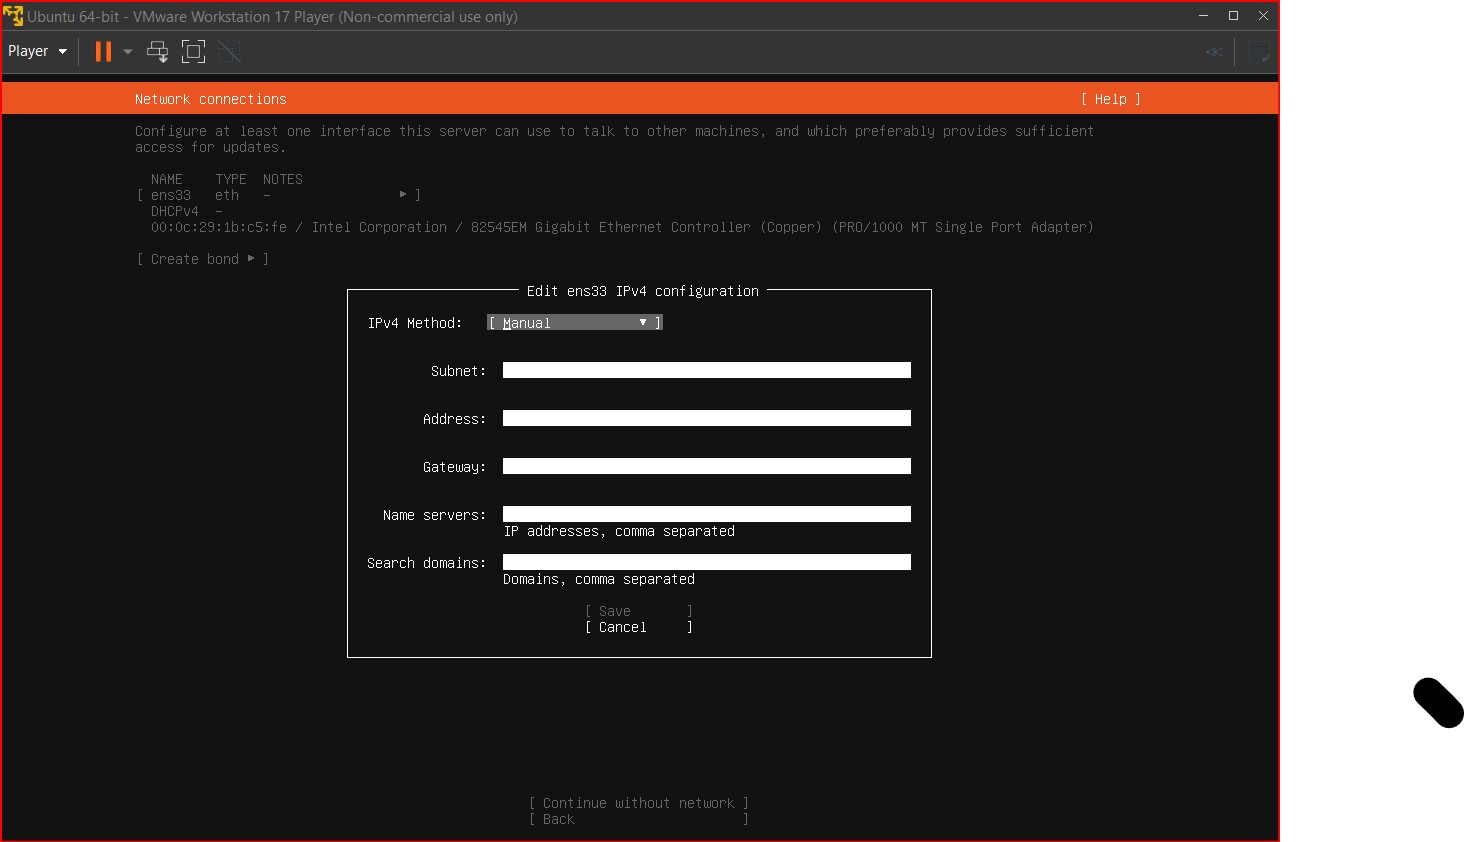 Ubuntu 64-bit - VMware Workstation 17 Player (Non-commercial use only)
Player
Network connections [ Help ]
Configure at least one interface this server can use to talk to other machines, and which preferably provides sufficient
access for updates.
NAME TYPE NOTES
[ ens33 eth - ▸ ]
DHCPv4 -
00:0c:29:1b:c5:fe / Intel Corporation / 82545EM Gigabit Ethernet Controller (Copper) (PRO/1000 MT Single Port Adapter)
[ Create bond ▸ ]
Edit ens33 IPv4 configuration
IPv4 Method: [ Manual ▾ ]
Subnet:
Address:
Gateway:
Name servers:
IP addresses, comma separated
Search domains:
Domains, comma separated
[ Save ]
[ Cancel ]
[ Continue without network ]
[ Back ]